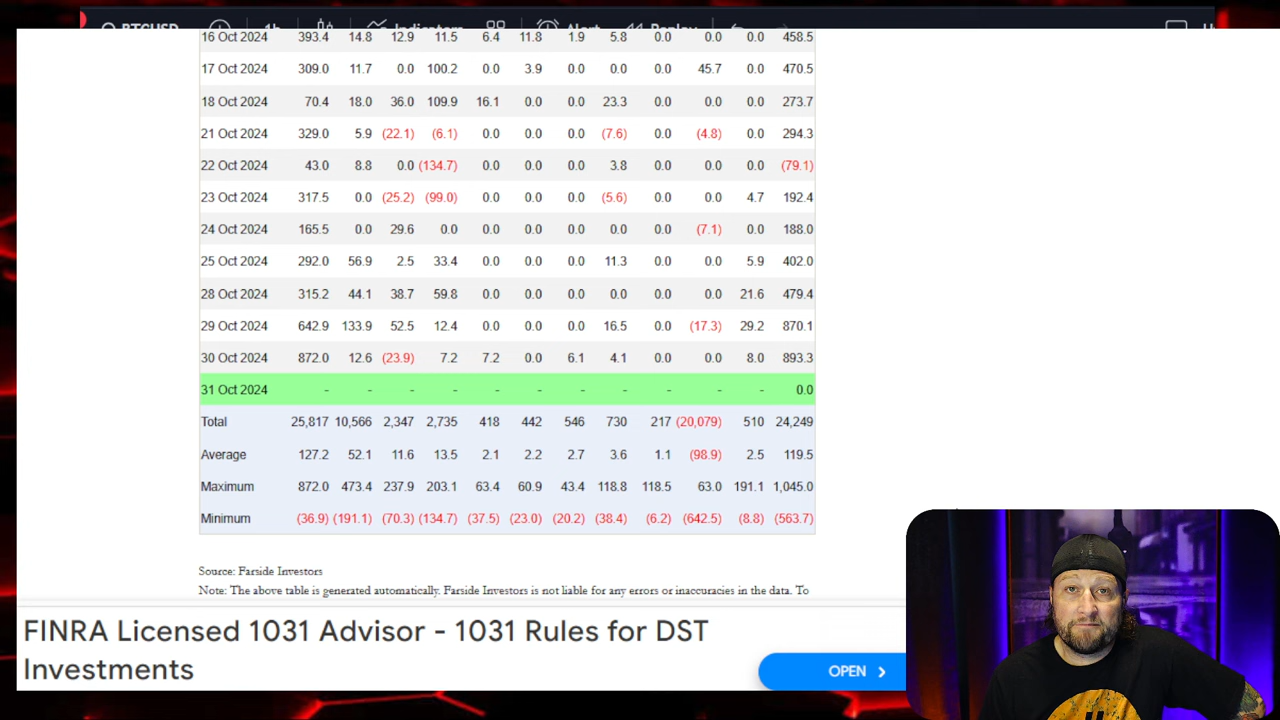 BTCUSD 1h Indicators Alert Replay
16 Oct 2024 393.4 14.8 12.9 11.5 6.4 11.8 1.9 5.8 0.0 0.0 0.0 458.5
17 Oct 2024 309.0 11.7 0.0 100.2 0.0 3.9 0.0 0.0 0.0 45.7 0.0 470.5
18 Oct 2024 70.4 18.0 36.0 109.9 16.1 0.0 0.0 23.3 0.0 0.0 0.0 273.7
21 Oct 2024 329.0 5.9 (22.1) (6.1) 0.0 0.0 0.0 (7.6) 0.0 (4.8) 0.0 294.3
22 Oct 2024 43.0 8.8 0.0 (134.7) 0.0 0.0 0.0 3.8 0.0 0.0 0.0 (79.1)
23 Oct 2024 317.5 0.0 (25.2) (99.0) 0.0 0.0 0.0 (5.6) 0.0 0.0 4.7 192.4
24 Oct 2024 165.5 0.0 29.6 0.0 0.0 0.0 0.0 0.0 0.0 (7.1) 0.0 188.0
25 Oct 2024 292.0 56.9 2.5 33.4 0.0 0.0 0.0 11.3 0.0 0.0 5.9 402.0
28 Oct 2024 315.2 44.1 38.7 59.8 0.0 0.0 0.0 0.0 0.0 0.0 21.6 479.4
29 Oct 2024 642.9 133.9 52.5 12.4 0.0 0.0 0.0 16.5 0.0 (17.3) 29.2 870.1
30 Oct 2024 872.0 12.6 (23.9) 7.2 7.2 0.0 6.1 4.1 0.0 0.0 8.0 893.3
31 Oct 2024 - - - - - - - - - - - 0.0
Total 25,817 10,566 2,347 2,735 418 442 546 730 217 (20,079) 510 24,249
Average 127.2 52.1 11.6 13.5 2.1 2.2 2.7 3.6 1.1 (98.9) 2.5 119.5
Maximum 872.0 473.4 237.9 203.1 63.4 60.9 43.4 118.8 118.5 63.0 191.1 1,045.0
Minimum (36.9) (191.1) (70.3) (134.7) (37.5) (23.0) (20.2) (38.4) (6.2) (642.5) (8.8) (563.7)
Source: Farside Investors
Note: The above table is generated automatically. Farside Investors is not liable for any errors or inaccuracies in the data. To
FINRA Licensed 1031 Advisor - 1031 Rules for DST
Investments
OPEN